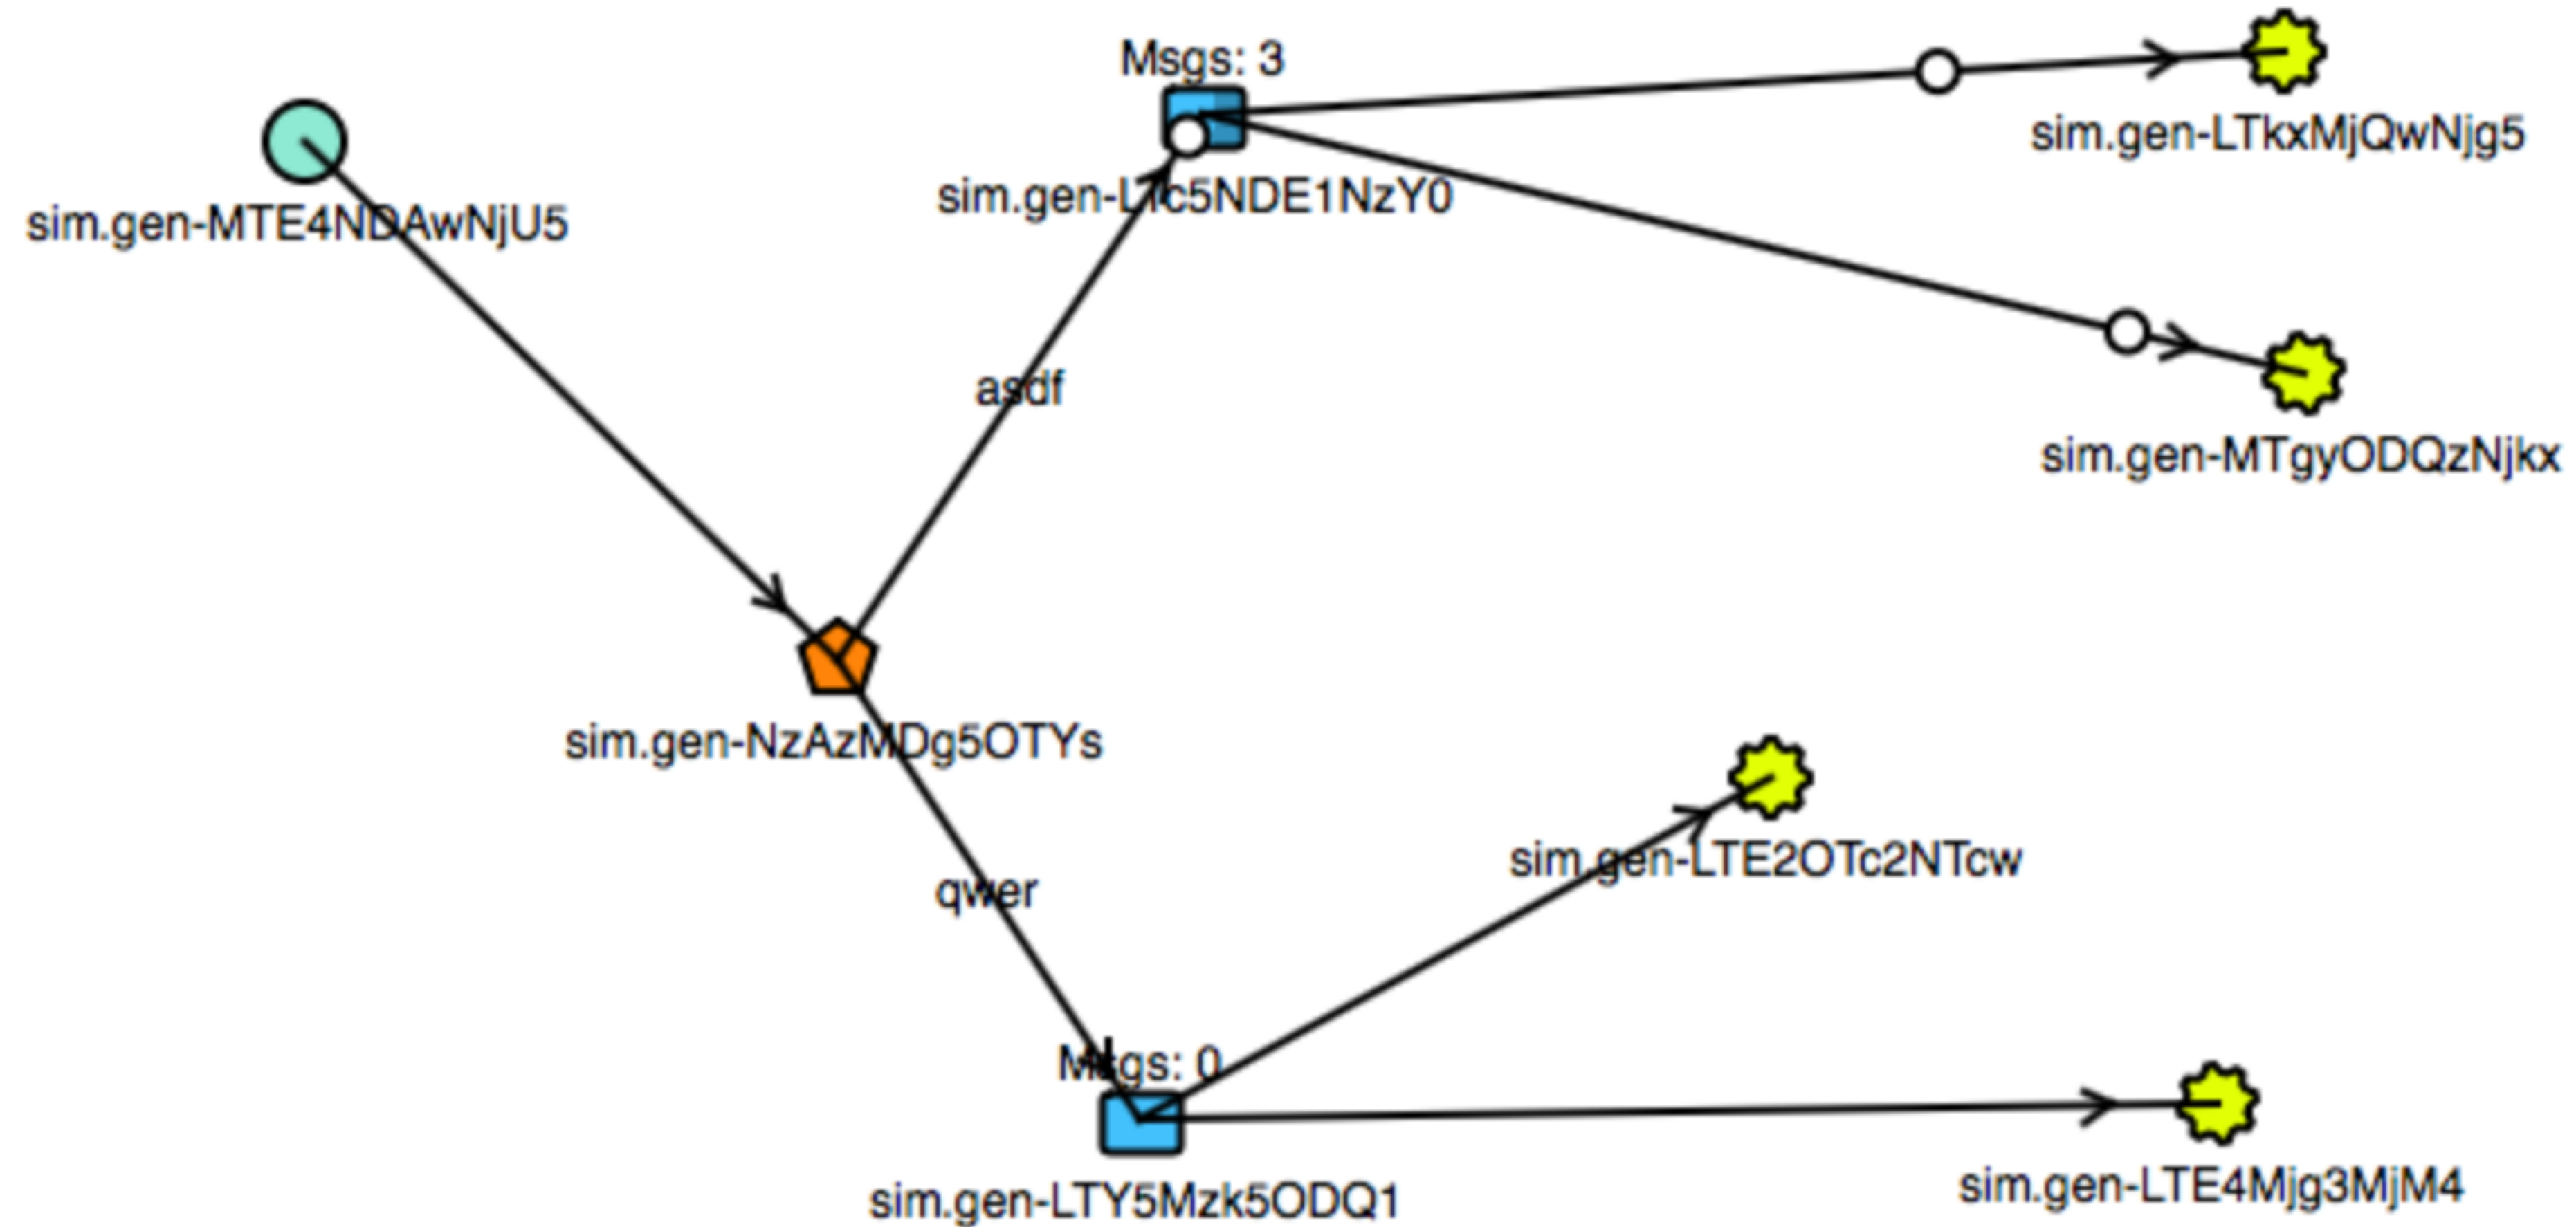 Msgs: 3
sim.gen-LTkxMjQwNjg5
sim.gen-MTE4NDAwNjU5
sim.gen-LTc5NDE1NzY0
asdf
sim.gen-MTgyODQzNjkx
sim.gen-NzAzMDg5OTYs
sim.gen-LTE2OTc2NTcw
qwer
Msgs: 0
sim.gen-LTE4Mjg3MjM4
sim.gen-LTY5Mzk5ODQ1